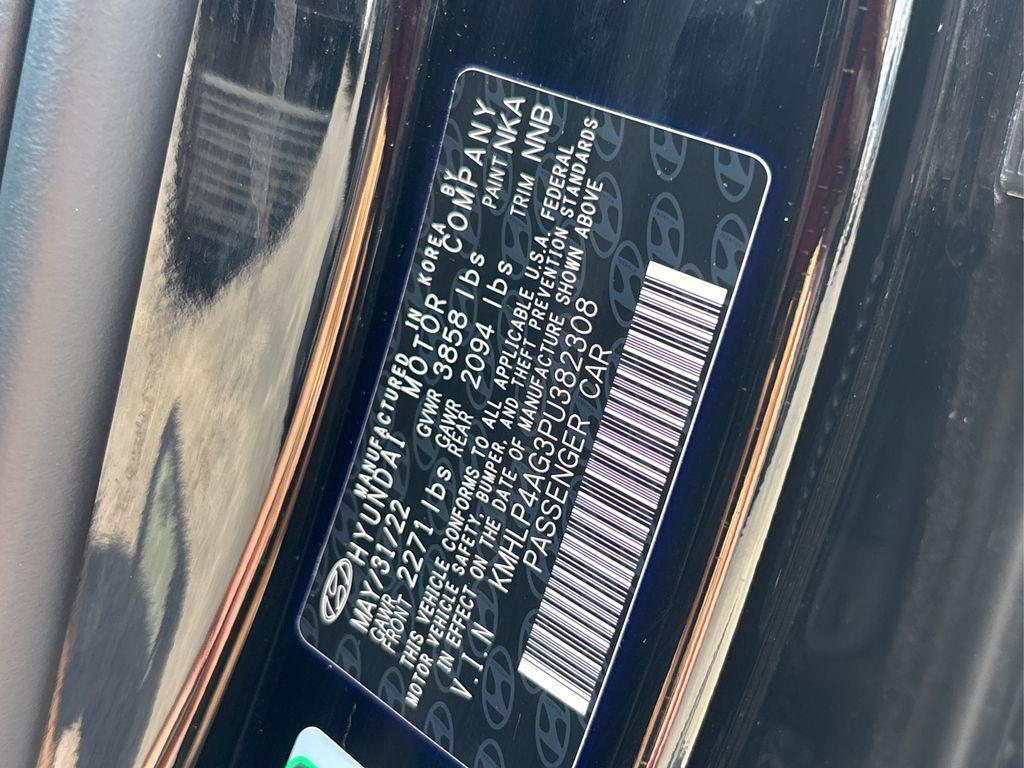 MANUFACTURED IN KOREA BY
HYUNDAI MOTOR COMPANY
MAY/31/22 GVWR 3858 lbs PAINT NKA
GAWR FRONT 2271 lbs GAWR REAR 2094 lbs TRIM NNB
THIS VEHICLE CONFORMS TO ALL APPLICABLE U.S.A. FEDERAL
MOTOR VEHICLE SAFETY, BUMPER, AND THEFT PREVENTION STANDARDS
IN EFFECT ON THE DATE OF MANUFACTURE SHOWN ABOVE
V.I.N KMHLP4AG3PU382308
PASSENGER CAR